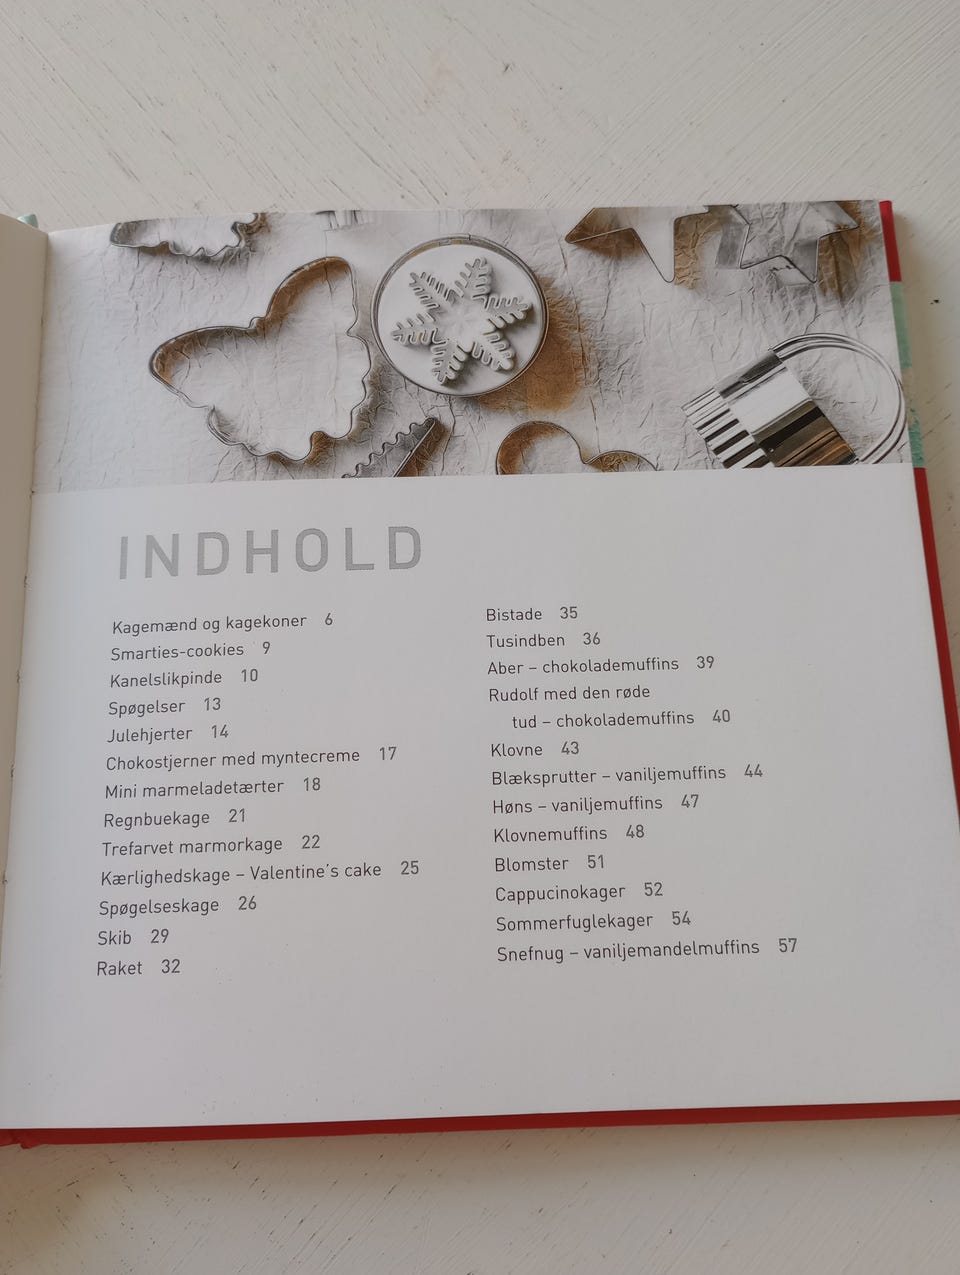 INDHOLD
Kagemænd og kagekoner 6
Smarties-cookies 9
Kanelslikpinde 10
Spøgelser 13
Julehjerter 14
Chokostjerner med myntecreme 17
Mini marmeladetærter 18
Regnbuekage 21
Trefarvet marmorkage 22
Kærlighedskage – Valentine's cake 25
Spøgelseskage 26
Skib 29
Raket 32
Bistade 35
Tusindben 36
Aber – chokolademuffins 39
Rudolf med den røde
tud – chokolademuffins 40
Klovne 43
Blæksprutter – vaniljemuffins 44
Høns – vaniljemuffins 47
Klovnemuffins 48
Blomster 51
Cappucinokager 52
Sommerfuglekager 54
Snefnug – vaniljemandelmuffins 57